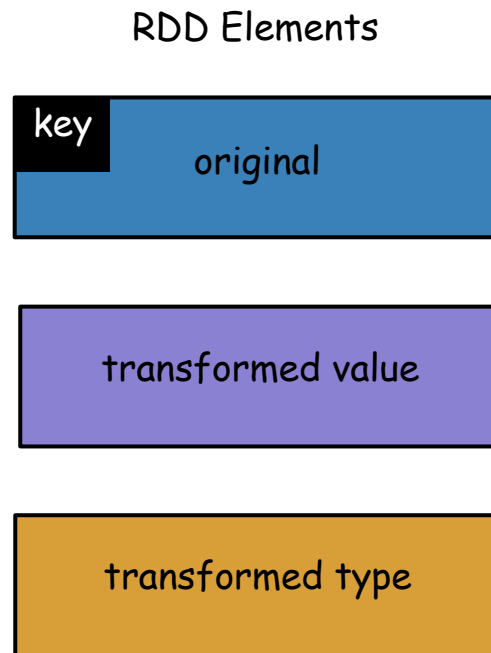 RDD Elements
key
original
transformed value
transformed type